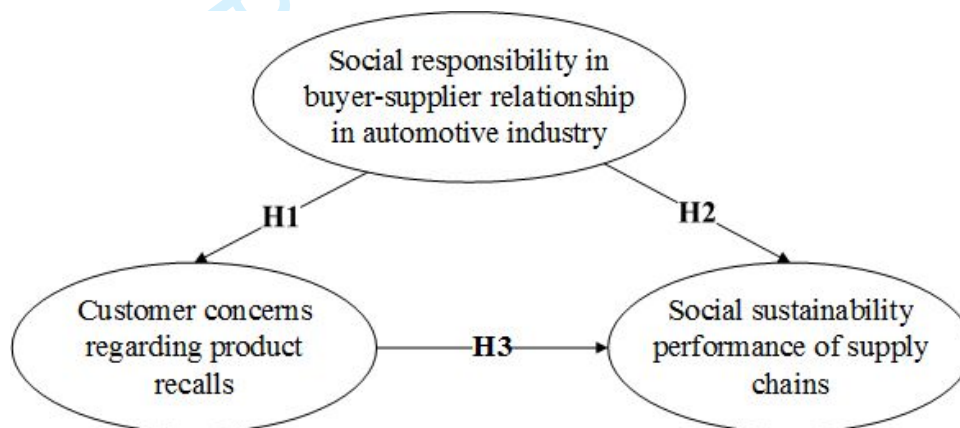 Social responsibility in
buyer-supplier relationship
in automotive industry
H1
H2
Customer concerns
regarding product
recalls
H3
Social sustainability
performance of supply
chains